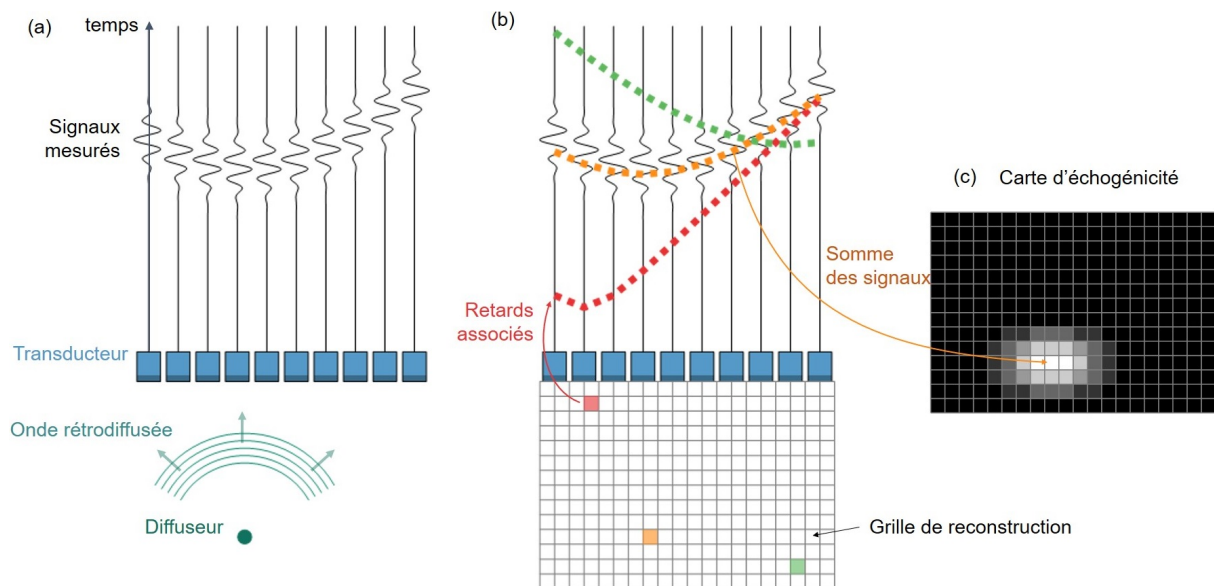 (a)
temps
Signaux
mesurés
Transducteur
Onde rétrodiffusée
Diffuseur
(b)
Retards
associés
Somme
des signaux
Grille de reconstruction
(c)
Carte d’échogénicité